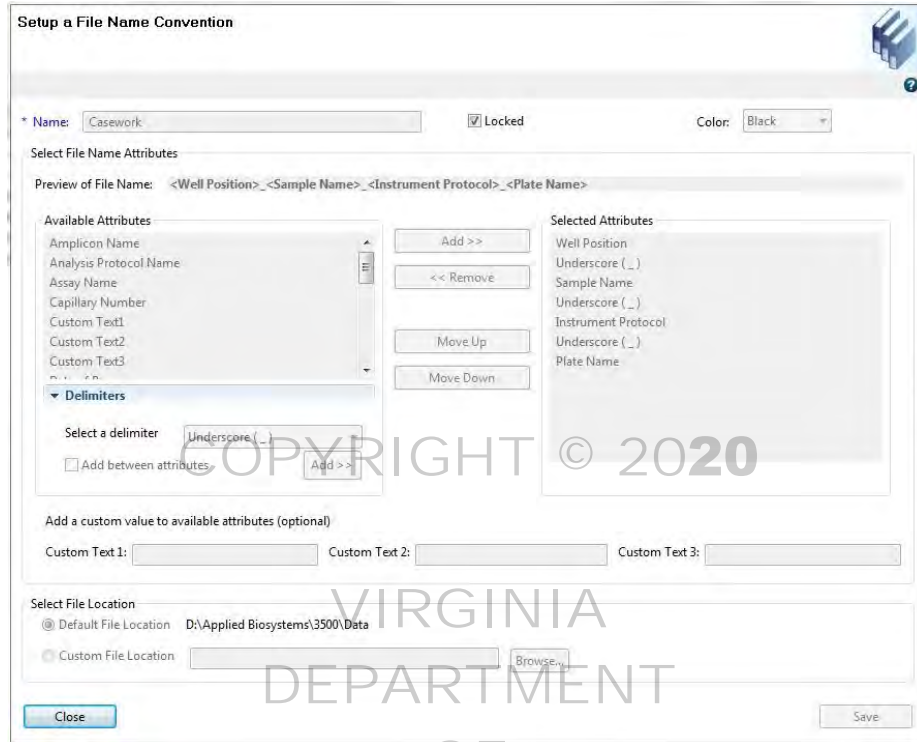 Setup a File Name Convention
* Name: Casework Locked Color: Black
Select File Name Attributes
Preview of File Name: <Well Position>_<Sample Name>_<Instrument Protocol>_<Plate Name>
Available Attributes
Amplicon Name
Analysis Protocol Name
Assay Name
Capillary Number
Custom Text1
Custom Text2
Custom Text3
Delimiters
Select a delimiter Underscore ( _ )
Add between attributes Add >>
Add >>
<< Remove
Move Up
Move Down
Selected Attributes
Well Position
Underscore ( _ )
Sample Name
Underscore ( _ )
Instrument Protocol
Underscore ( _ )
Plate Name
COPYRIGHT © 2020
Add a custom value to available attributes (optional)
Custom Text 1: Custom Text 2: Custom Text 3:
VIRGINIA
Select File Location
Default File Location D:\Applied Biosystems\3500\Data
Custom File Location Browse...
DEPARTMENT
Close Save